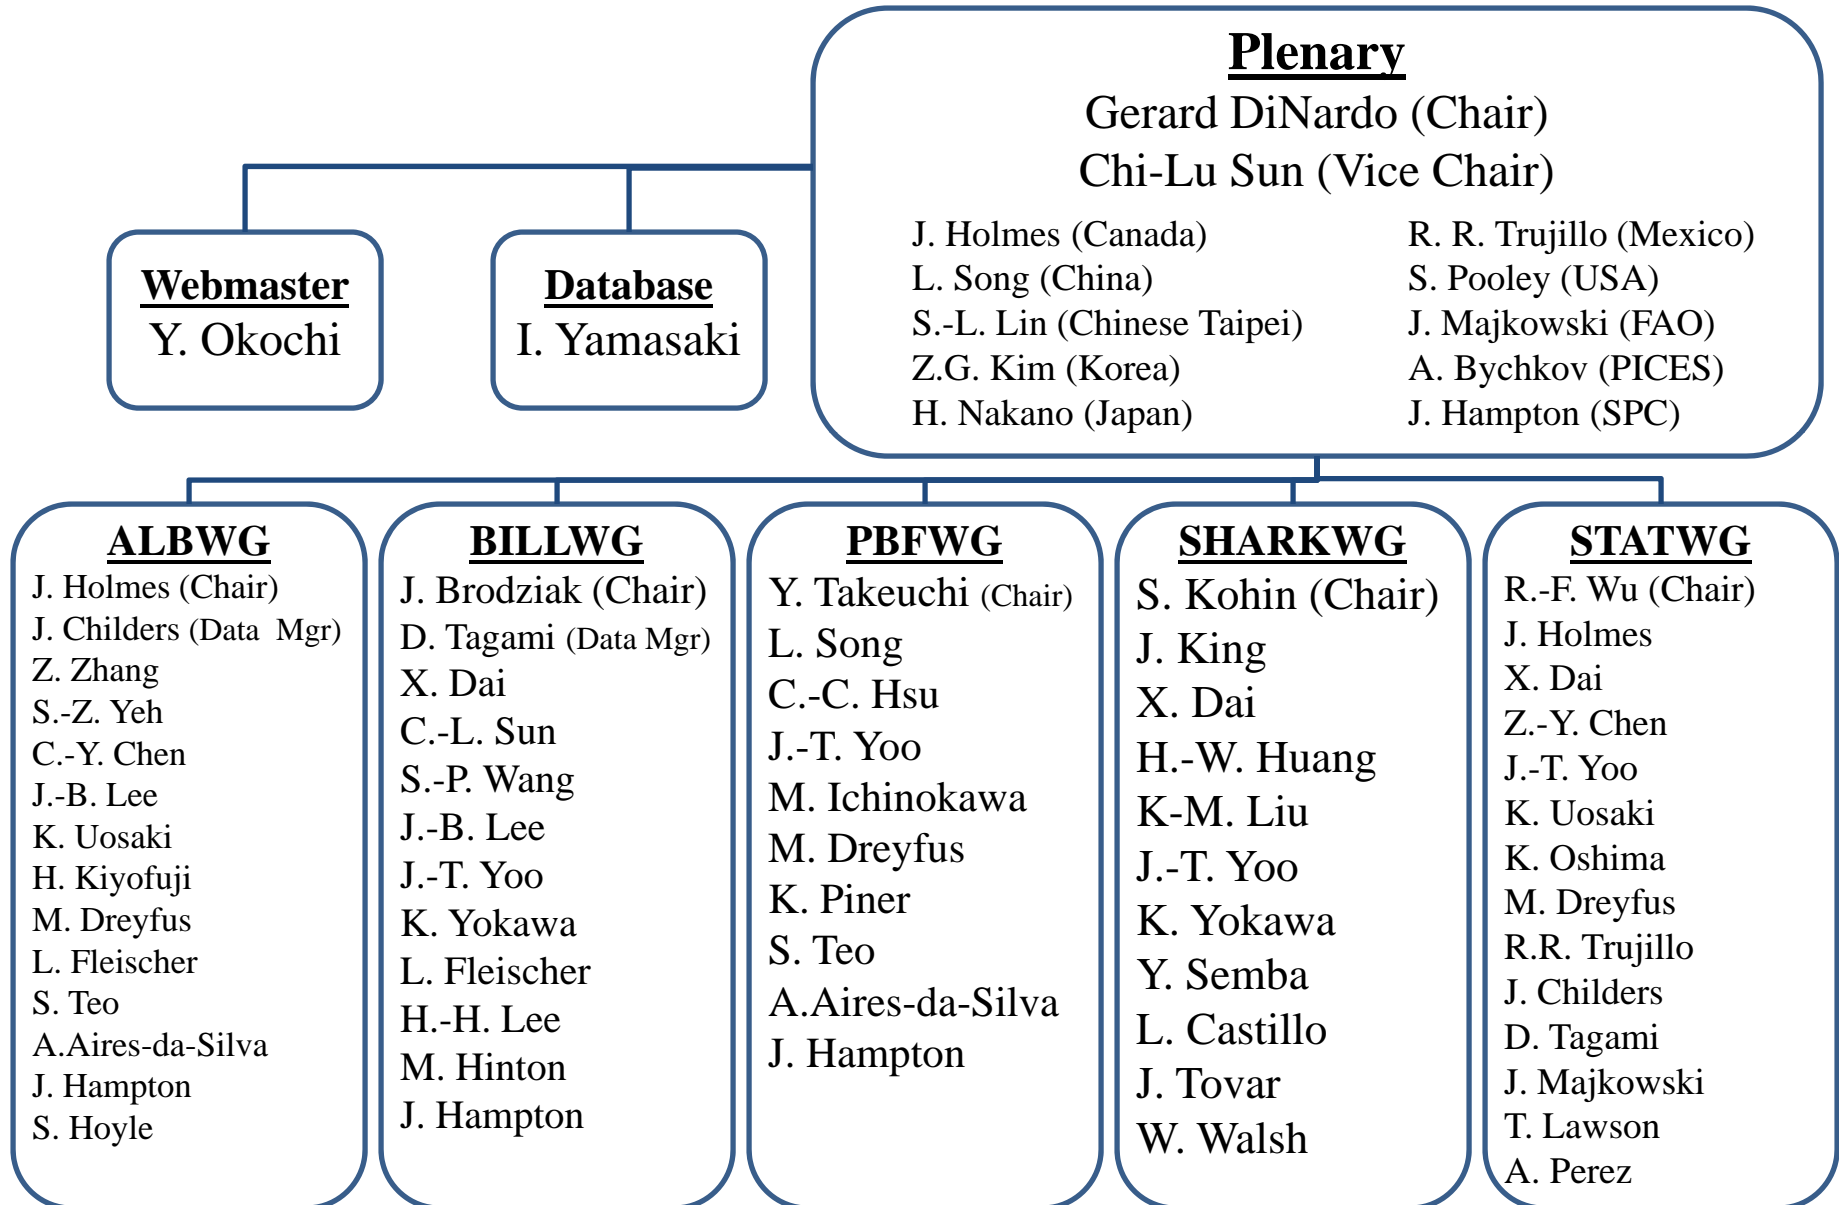 Plenary
Gerard DiNardo (Chair)
Chi-Lu Sun (Vice Chair)
J. Holmes (Canada)
L. Song (China)
S.-L. Lin (Chinese Taipei)
Z.G. Kim (Korea)
H. Nakano (Japan)
R. R. Trujillo (Mexico)
S. Pooley (USA)
J. Majkowski (FAO)
A. Bychkov (PICES)
J. Hampton (SPC)
Webmaster
Y. Okochi
Database
I. Yamasaki
ALBWG
J. Holmes (Chair)
J. Childers (Data Mgr)
Z. Zhang
S.-Z. Yeh
C.-Y. Chen
J.-B. Lee
K. Uosaki
H. Kiyofuji
M. Dreyfus
L. Fleischer
S. Teo
A.Aires-da-Silva
J. Hampton
S. Hoyle
BILLWG
J. Brodziak (Chair)
D. Tagami (Data Mgr)
X. Dai
C.-L. Sun
S.-P. Wang
J.-B. Lee
J.-T. Yoo
K. Yokawa
L. Fleischer
H.-H. Lee
M. Hinton
J. Hampton
PBFWG
Y. Takeuchi (Chair)
L. Song
C.-C. Hsu
J.-T. Yoo
M. Ichinokawa
M. Dreyfus
K. Piner
S. Teo
A.Aires-da-Silva
J. Hampton
SHARKWG
S. Kohin (Chair)
J. King
X. Dai
H.-W. Huang
K-M. Liu
J.-T. Yoo
K. Yokawa
Y. Semba
L. Castillo
J. Tovar
W. Walsh
STATWG
R.-F. Wu (Chair)
J. Holmes
X. Dai
Z.-Y. Chen
J.-T. Yoo
K. Uosaki
K. Oshima
M. Dreyfus
R.R. Trujillo
J. Childers
D. Tagami
J. Majkowski
T. Lawson
A. Perez